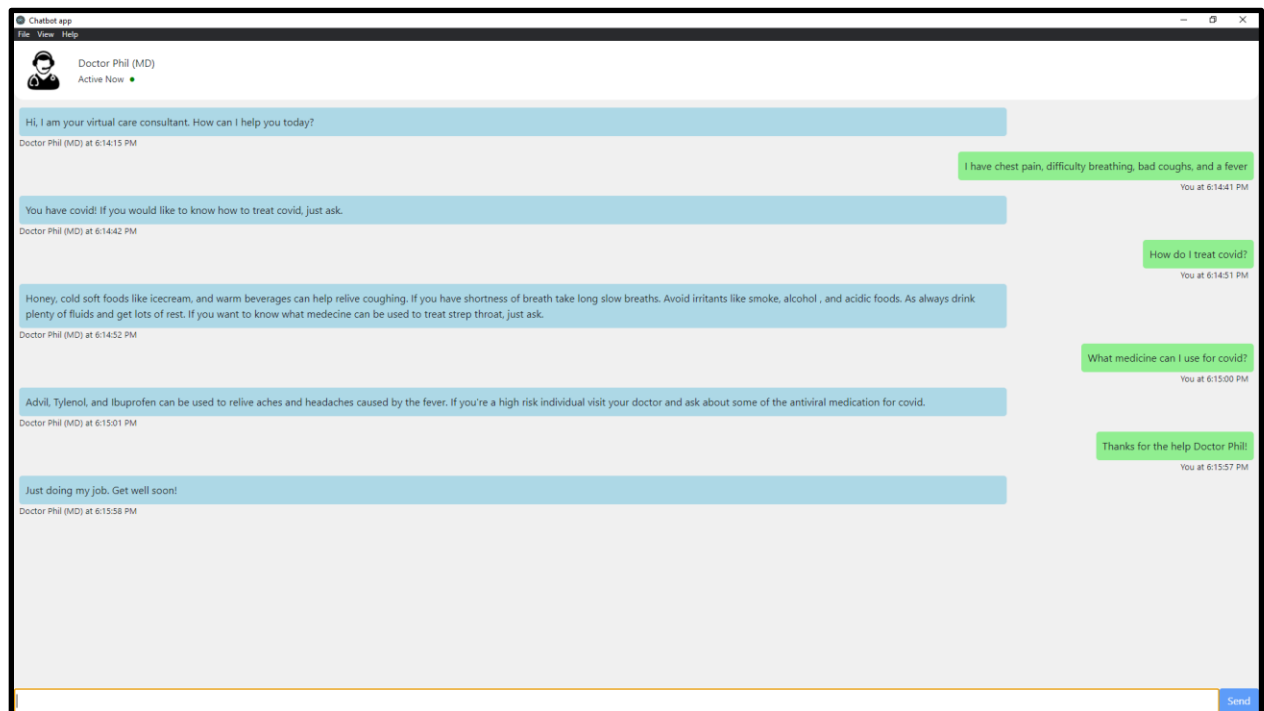 Chatbot app
File View Help
Doctor Phil (MD)
Active Now
Hi, I am your virtual care consultant. How can I help you today?
Doctor Phil (MD) at 6:14:15 PM
I have chest pain, difficulty breathing, bad coughs, and a fever
You at 6:14:41 PM
You have covid! If you would like to know how to treat covid, just ask.
Doctor Phil (MD) at 6:14:42 PM
How do I treat covid?
You at 6:14:51 PM
Honey, cold soft foods like icecream, and warm beverages can help relive coughing. If you have shortness of breath take long slow breaths. Avoid irritants like smoke, alcohol , and acidic foods. As always drink
plenty of fluids and get lots of rest. If you want to know what medecine can be used to treat strep throat, just ask.
Doctor Phil (MD) at 6:14:52 PM
What medicine can I use for covid?
You at 6:15:00 PM
Advil, Tylenol, and Ibuprofen can be used to relive aches and headaches caused by the fever. If you're a high risk individual visit your doctor and ask about some of the antiviral medication for covid.
Doctor Phil (MD) at 6:15:01 PM
Thanks for the help Doctor Phil!
You at 6:15:57 PM
Just doing my job. Get well soon!
Doctor Phil (MD) at 6:15:58 PM
Send